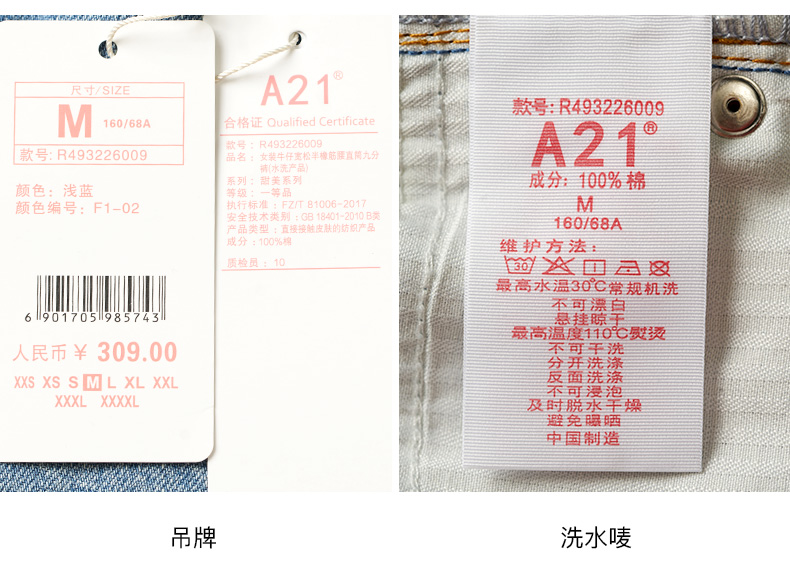 尺寸/SIZE
M 160/68A
款号: R493226009
颜色: 浅蓝
颜色编号: F1-02
6 901705 985743
人民币 ¥ 309.00
XXS XS S M L XL XXL
XXXL XXXXL
A21®
合格证 Qualified Certificate
款号: R493226009
品名: 女装牛仔宽松半橡筋腰直筒九分
裤(水洗产品)
系列: 甜美系列
等级: 一等品
执行标准: FZ/T 81006-2017
安全技术类别: GB 18401-2010 B类
产品类型: 直接接触皮肤的纺织产品
成分: 100%棉
质检员: 10
款号: R493226009
A21®
成分: 100% 棉
M
160/68A
维护方法:
30
最高水温30℃常规机洗
不可漂白
悬挂晾干
最高温度110℃熨烫
不可干洗
分开洗涤
反面洗涤
不可浸泡
及时脱水干燥
避免曝晒
中国制造
吊牌
洗水唛